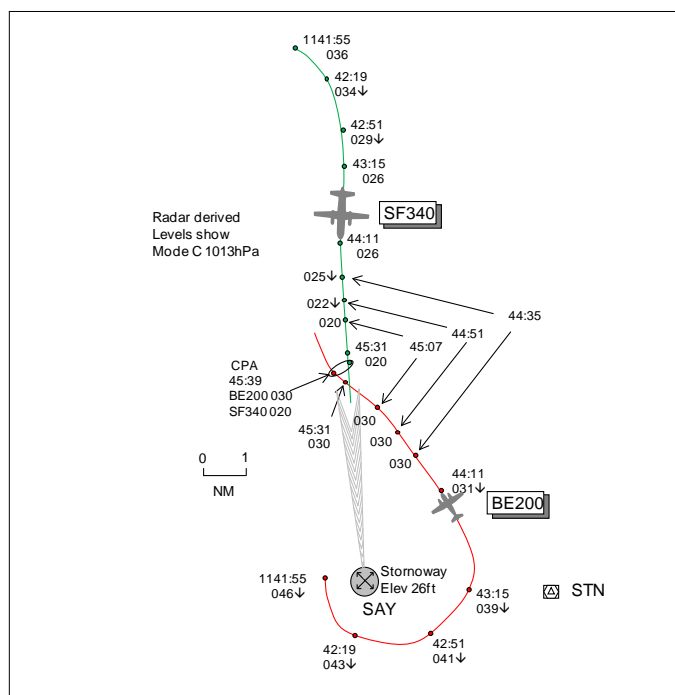 1141:55
036
42:19
034↓
42:51
029↓
43:15
026
SF340
Radar derived
Levels show
Mode C 1013hPa
44:11
026
025↓
022↓
020
44:35
44:51
45:07
45:31
020
CPA
45:39
BE200 030
SF340 020
45:31
030
030
030
030
0 1
NM
44:11
031↓
BE200
Stornoway
Elev 26ft
SAY
STN
1141:55
046↓
43:15
039↓
42:51
041↓
42:19
043↓